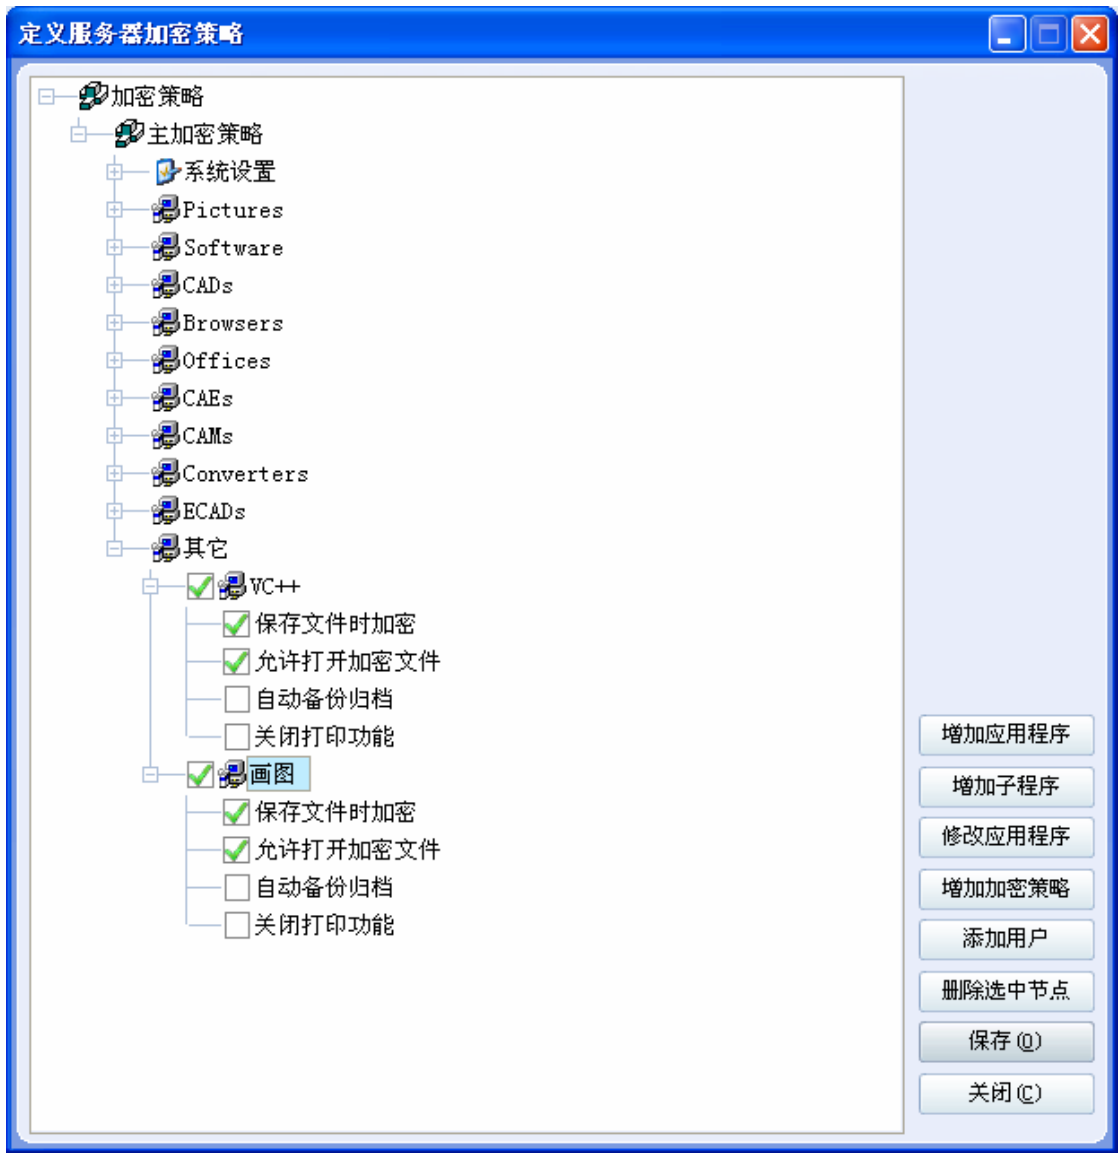 定义服务器加密策略
加密策略
主加密策略
系统设置
Pictures
Software
CADs
Browsers
Offices
CAEs
CAMs
Converters
ECADs
其它
VC++
保存文件时加密
允许打开加密文件
自动备份归档
关闭打印功能
画图
保存文件时加密
允许打开加密文件
自动备份归档
关闭打印功能
增加应用程序
增加子程序
修改应用程序
增加加密策略
添加用户
删除选中节点
保存(O)
关闭(C)